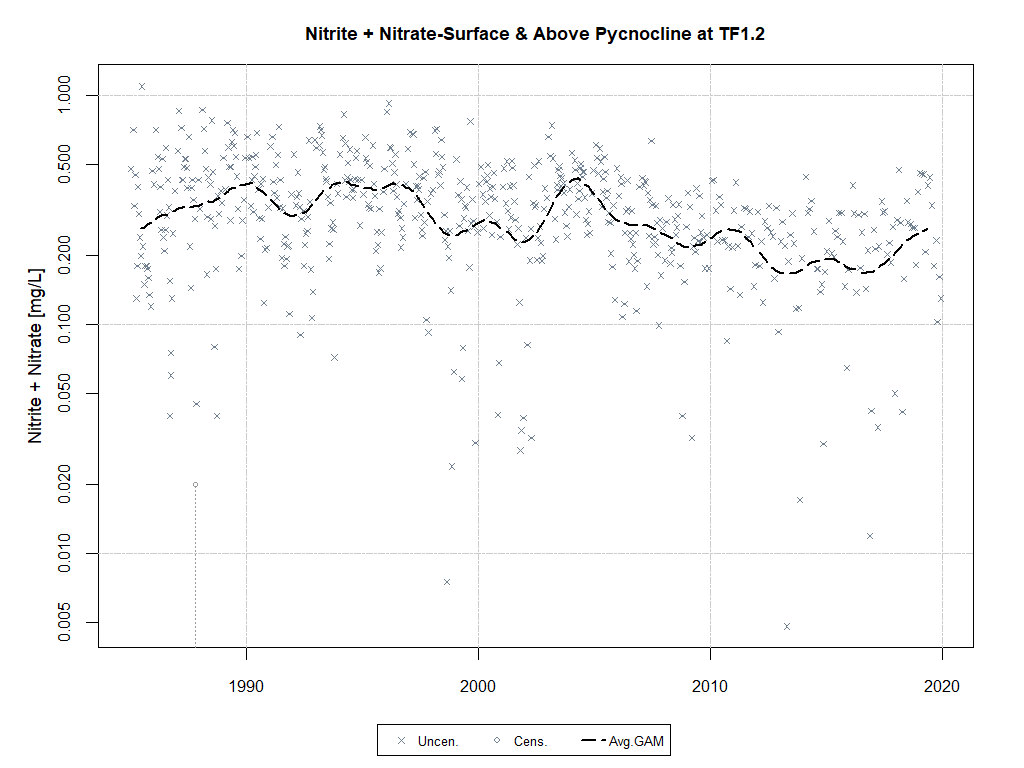 Nitrite + Nitrate-Surface & Above Pycnocline at TF1.2
Nitrite + Nitrate [mg/L]
1.000
0.500
0.200
0.100
0.050
0.020
0.010
0.005
1990 2000 2010 2020
Uncen. Cens. Avg.GAM